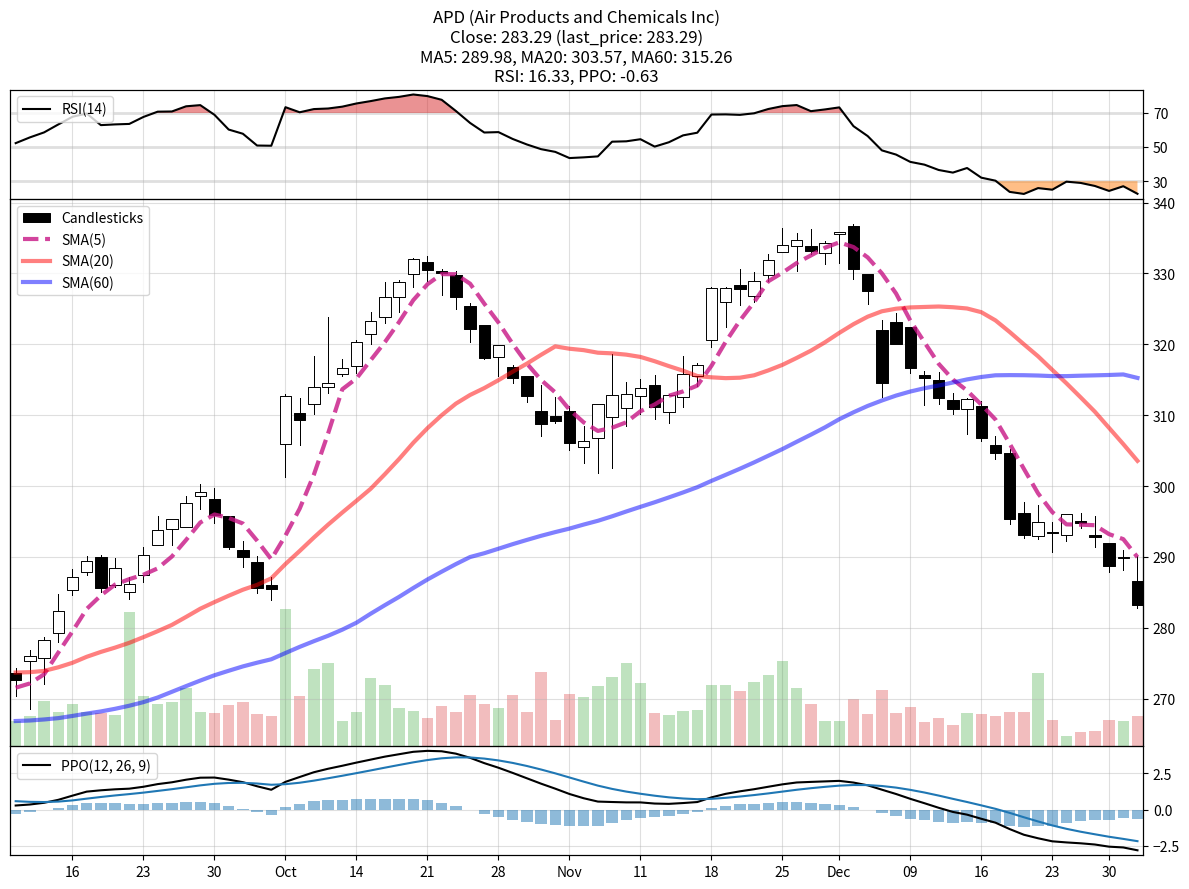 APD (Air Products and Chemicals Inc)
Close: 283.29 (last_price: 283.29)
MA5: 289.98, MA20: 303.57, MA60: 315.26
RSI: 16.33, PPO: -0.63
RSI(14)
70
50
30
Candlesticks
SMA(5)
SMA(20)
SMA(60)
340
330
320
310
300
290
280
270
PPO(12, 26, 9)
2.5
0.0
−2.5
16 23 30 Oct 14 21 28 Nov 11 18 25 Dec 09 16 23 30